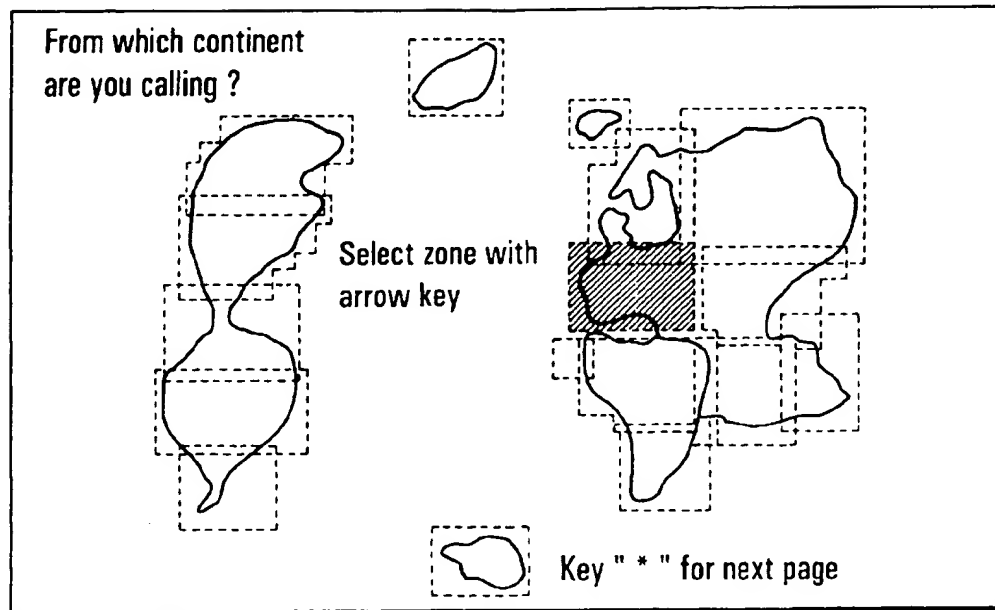 From which continent
are you calling ?
Select zone with
arrow key
Key " * " for next page